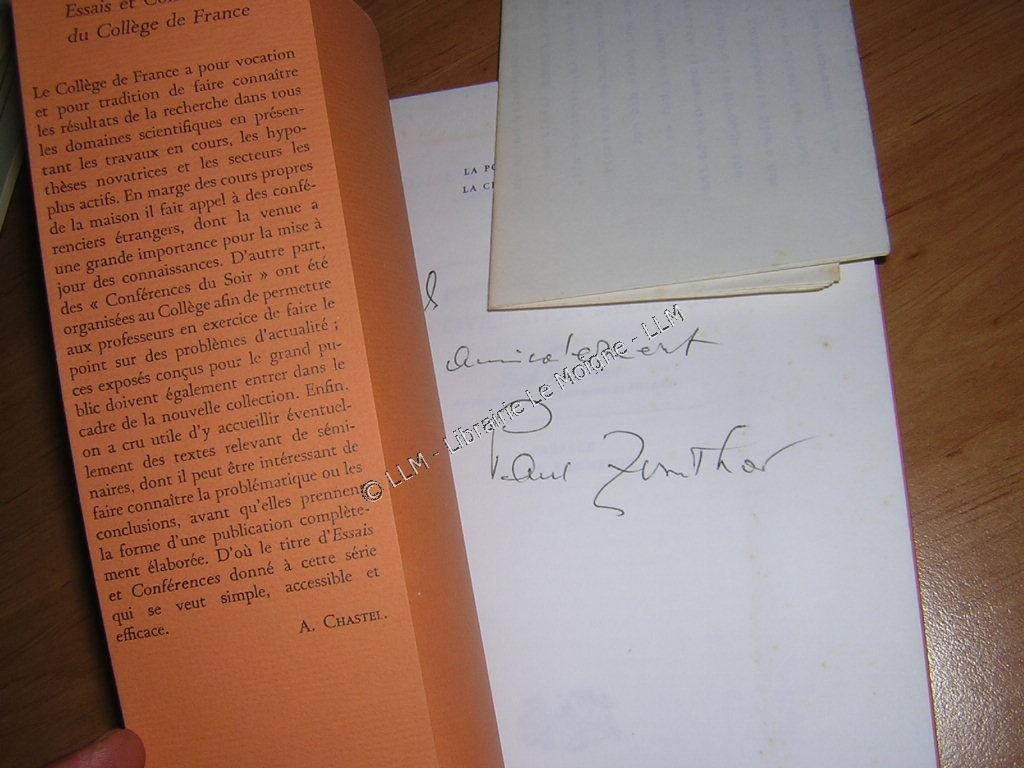 Essais et
du Collège de France
Le Collège de France a pour vocation
et pour tradition de faire connaître
les résultats de la recherche dans tous
les domaines scientifiques en présen-
tant les travaux en cours, les hypo-
thèses novatrices et les secteurs les
plus actifs. En marge des cours propres
de la maison il fait appel à des confé-
renciers étrangers, dont la venue a
une grande importance pour la mise à
jour des connaissances. D'autre part,
des « Conférences du Soir » ont été
organisées au Collège afin de permettre
aux professeurs en exercice de faire le
point sur des problèmes d'actualité ;
ces exposés conçus pour le grand pu-
blic doivent également entrer dans le
cadre de la nouvelle collection. Enfin,
on a cru utile d'y accueillir éventuel-
lement des textes relevant de sémi-
naires, dont il peut être intéressant de
faire connaître la problématique ou les
conclusions, avant qu'elles prennent
la forme d'une publication complète-
ment élaborée. D'où le titre d'Essais
et Conférences donné à cette série
qui se veut simple, accessible et
efficace.
A. CHASTEL.
LA
LA
amicalement
Paul Zumthor
© LLM - Librairie Le Moigne - LLM